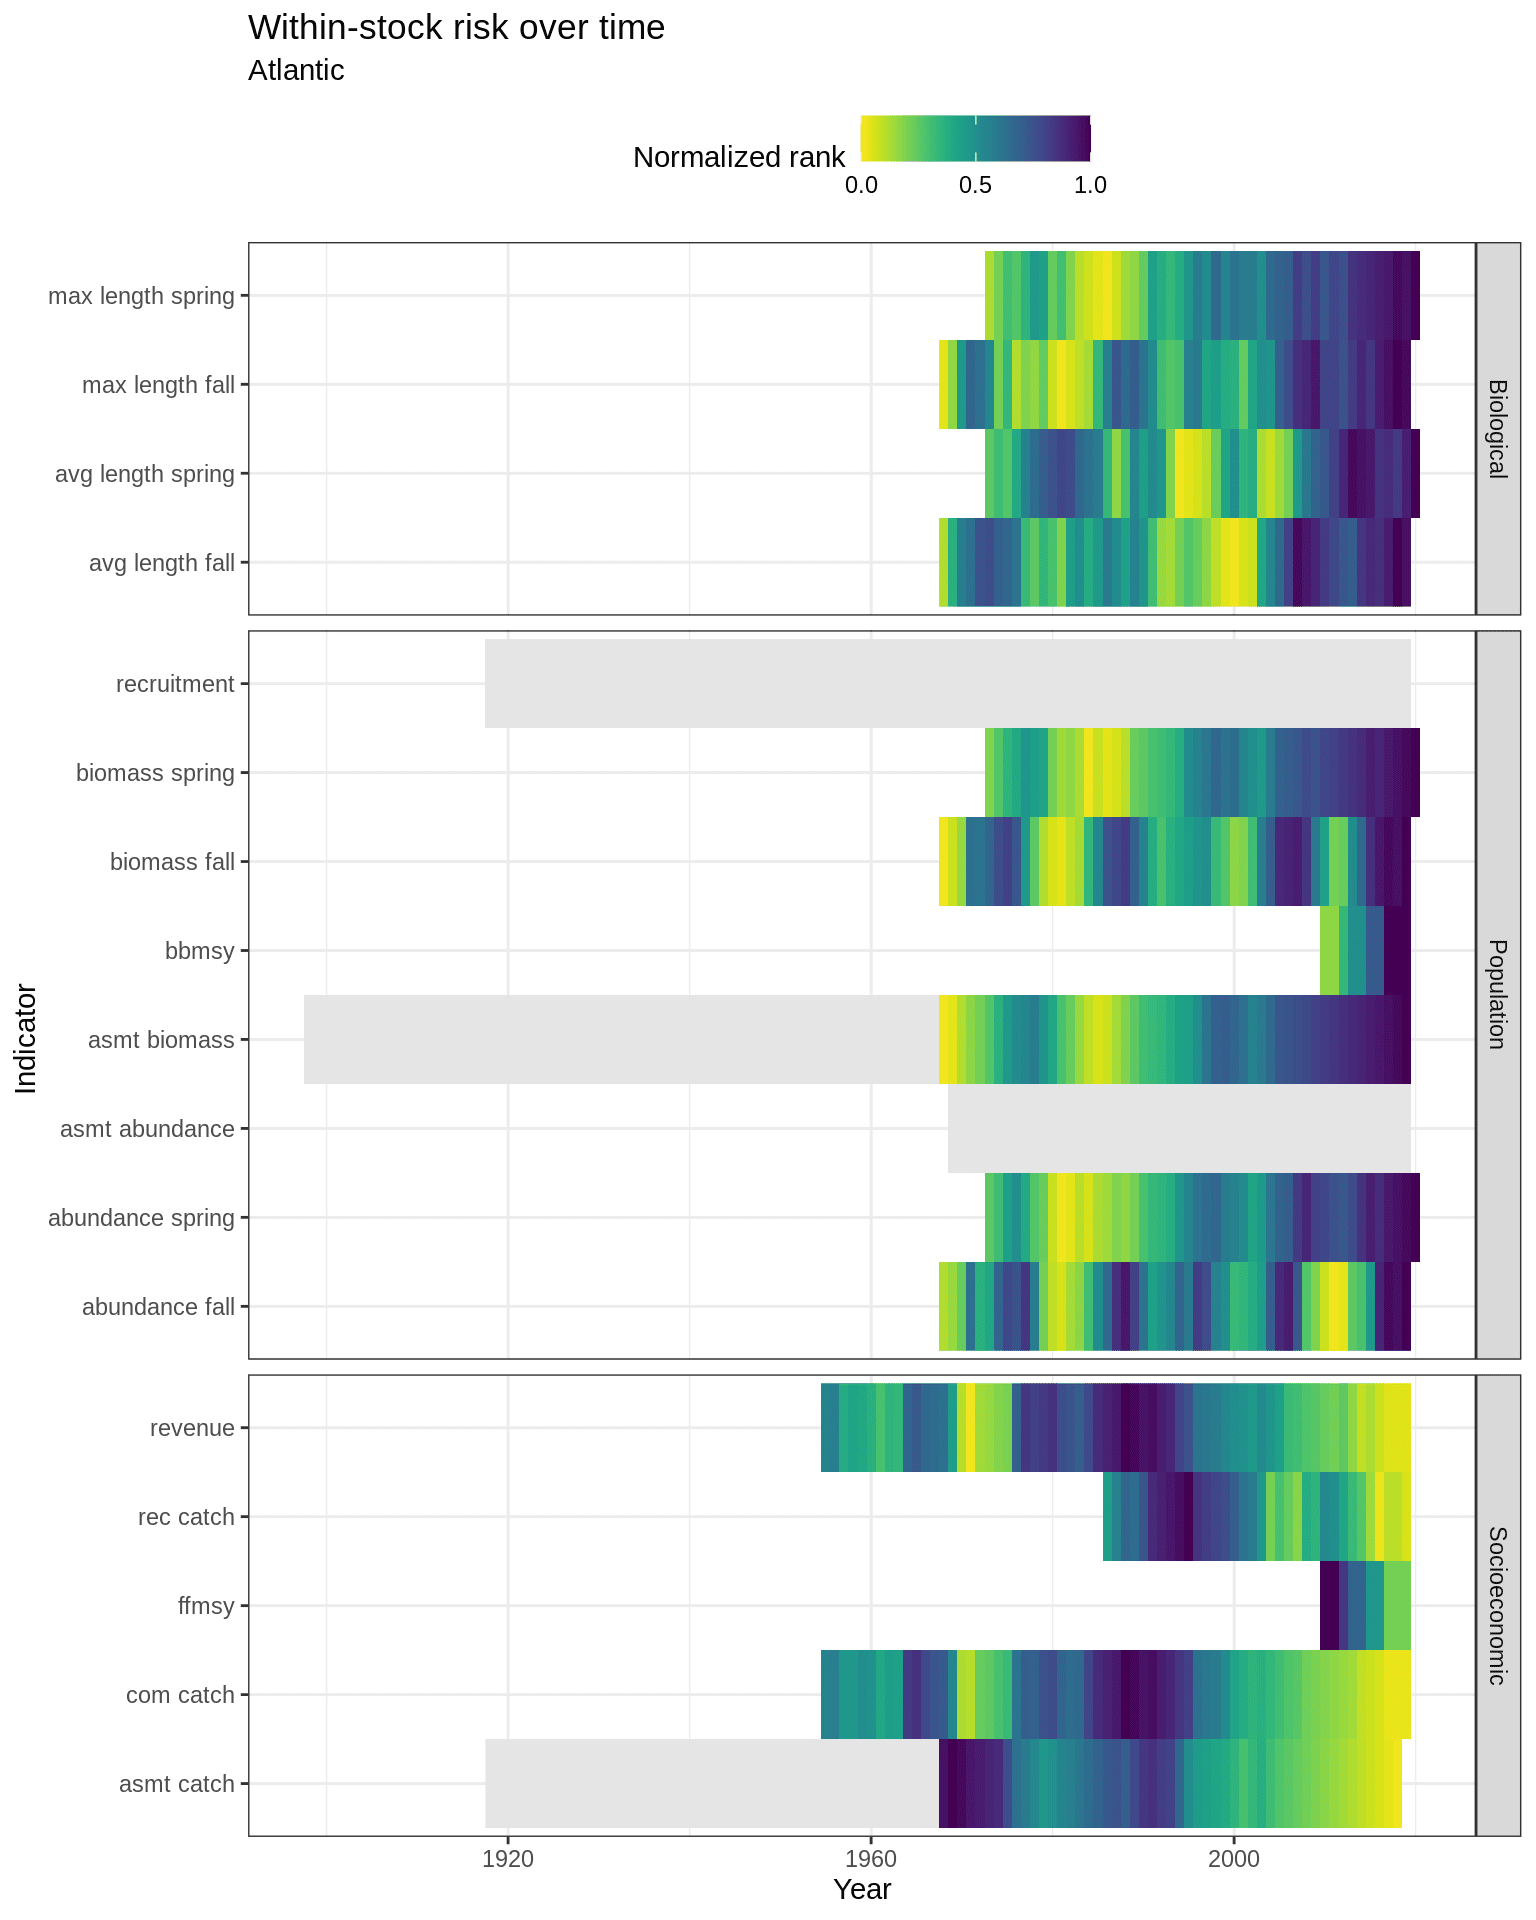 Within-stock risk over time
Atlantic
Normalized rank
0.0 0.5 1.0
max length spring
max length fall
avg length spring
avg length fall
Biological
recruitment
biomass spring
biomass fall
bbmsy
asmt biomass
asmt abundance
abundance spring
abundance fall
Population
Indicator
revenue
rec catch
ffmsy
com catch
asmt catch
Socioeconomic
1920 1960 2000
Year